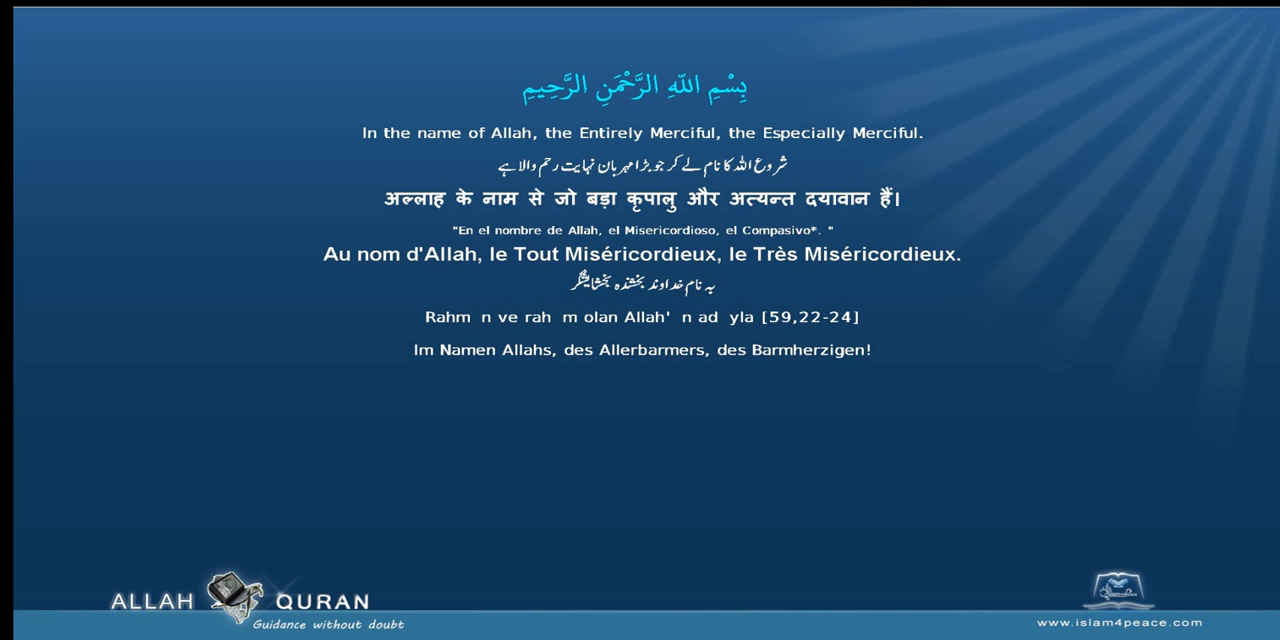 بِسْمِ اللَّهِ الرَّحْمَنِ الرَّحِيمِ
In the name of Allah, the Entirely Merciful, the Especially Merciful.
شروع اللہ کا نام لے کر جو بڑا مہربان نہایت رحم والا ہے
अल्लाह के नाम से जो बड़ा कृपालु और अत्यन्त दयावान हैं।
"En el nombre de Allah, el Misericordioso, el Compasivo*. "
Au nom d'Allah, le Tout Miséricordieux, le Très Miséricordieux.
به نام خداوند بخشنده بخشایشگر
Rahm n ve rah m olan Allah' n ad yla [59,22-24]
Im Namen Allahs, des Allerbarmers, des Barmherzigen!
ALLAH QURAN
Guidance without doubt
www.islam4peace.com